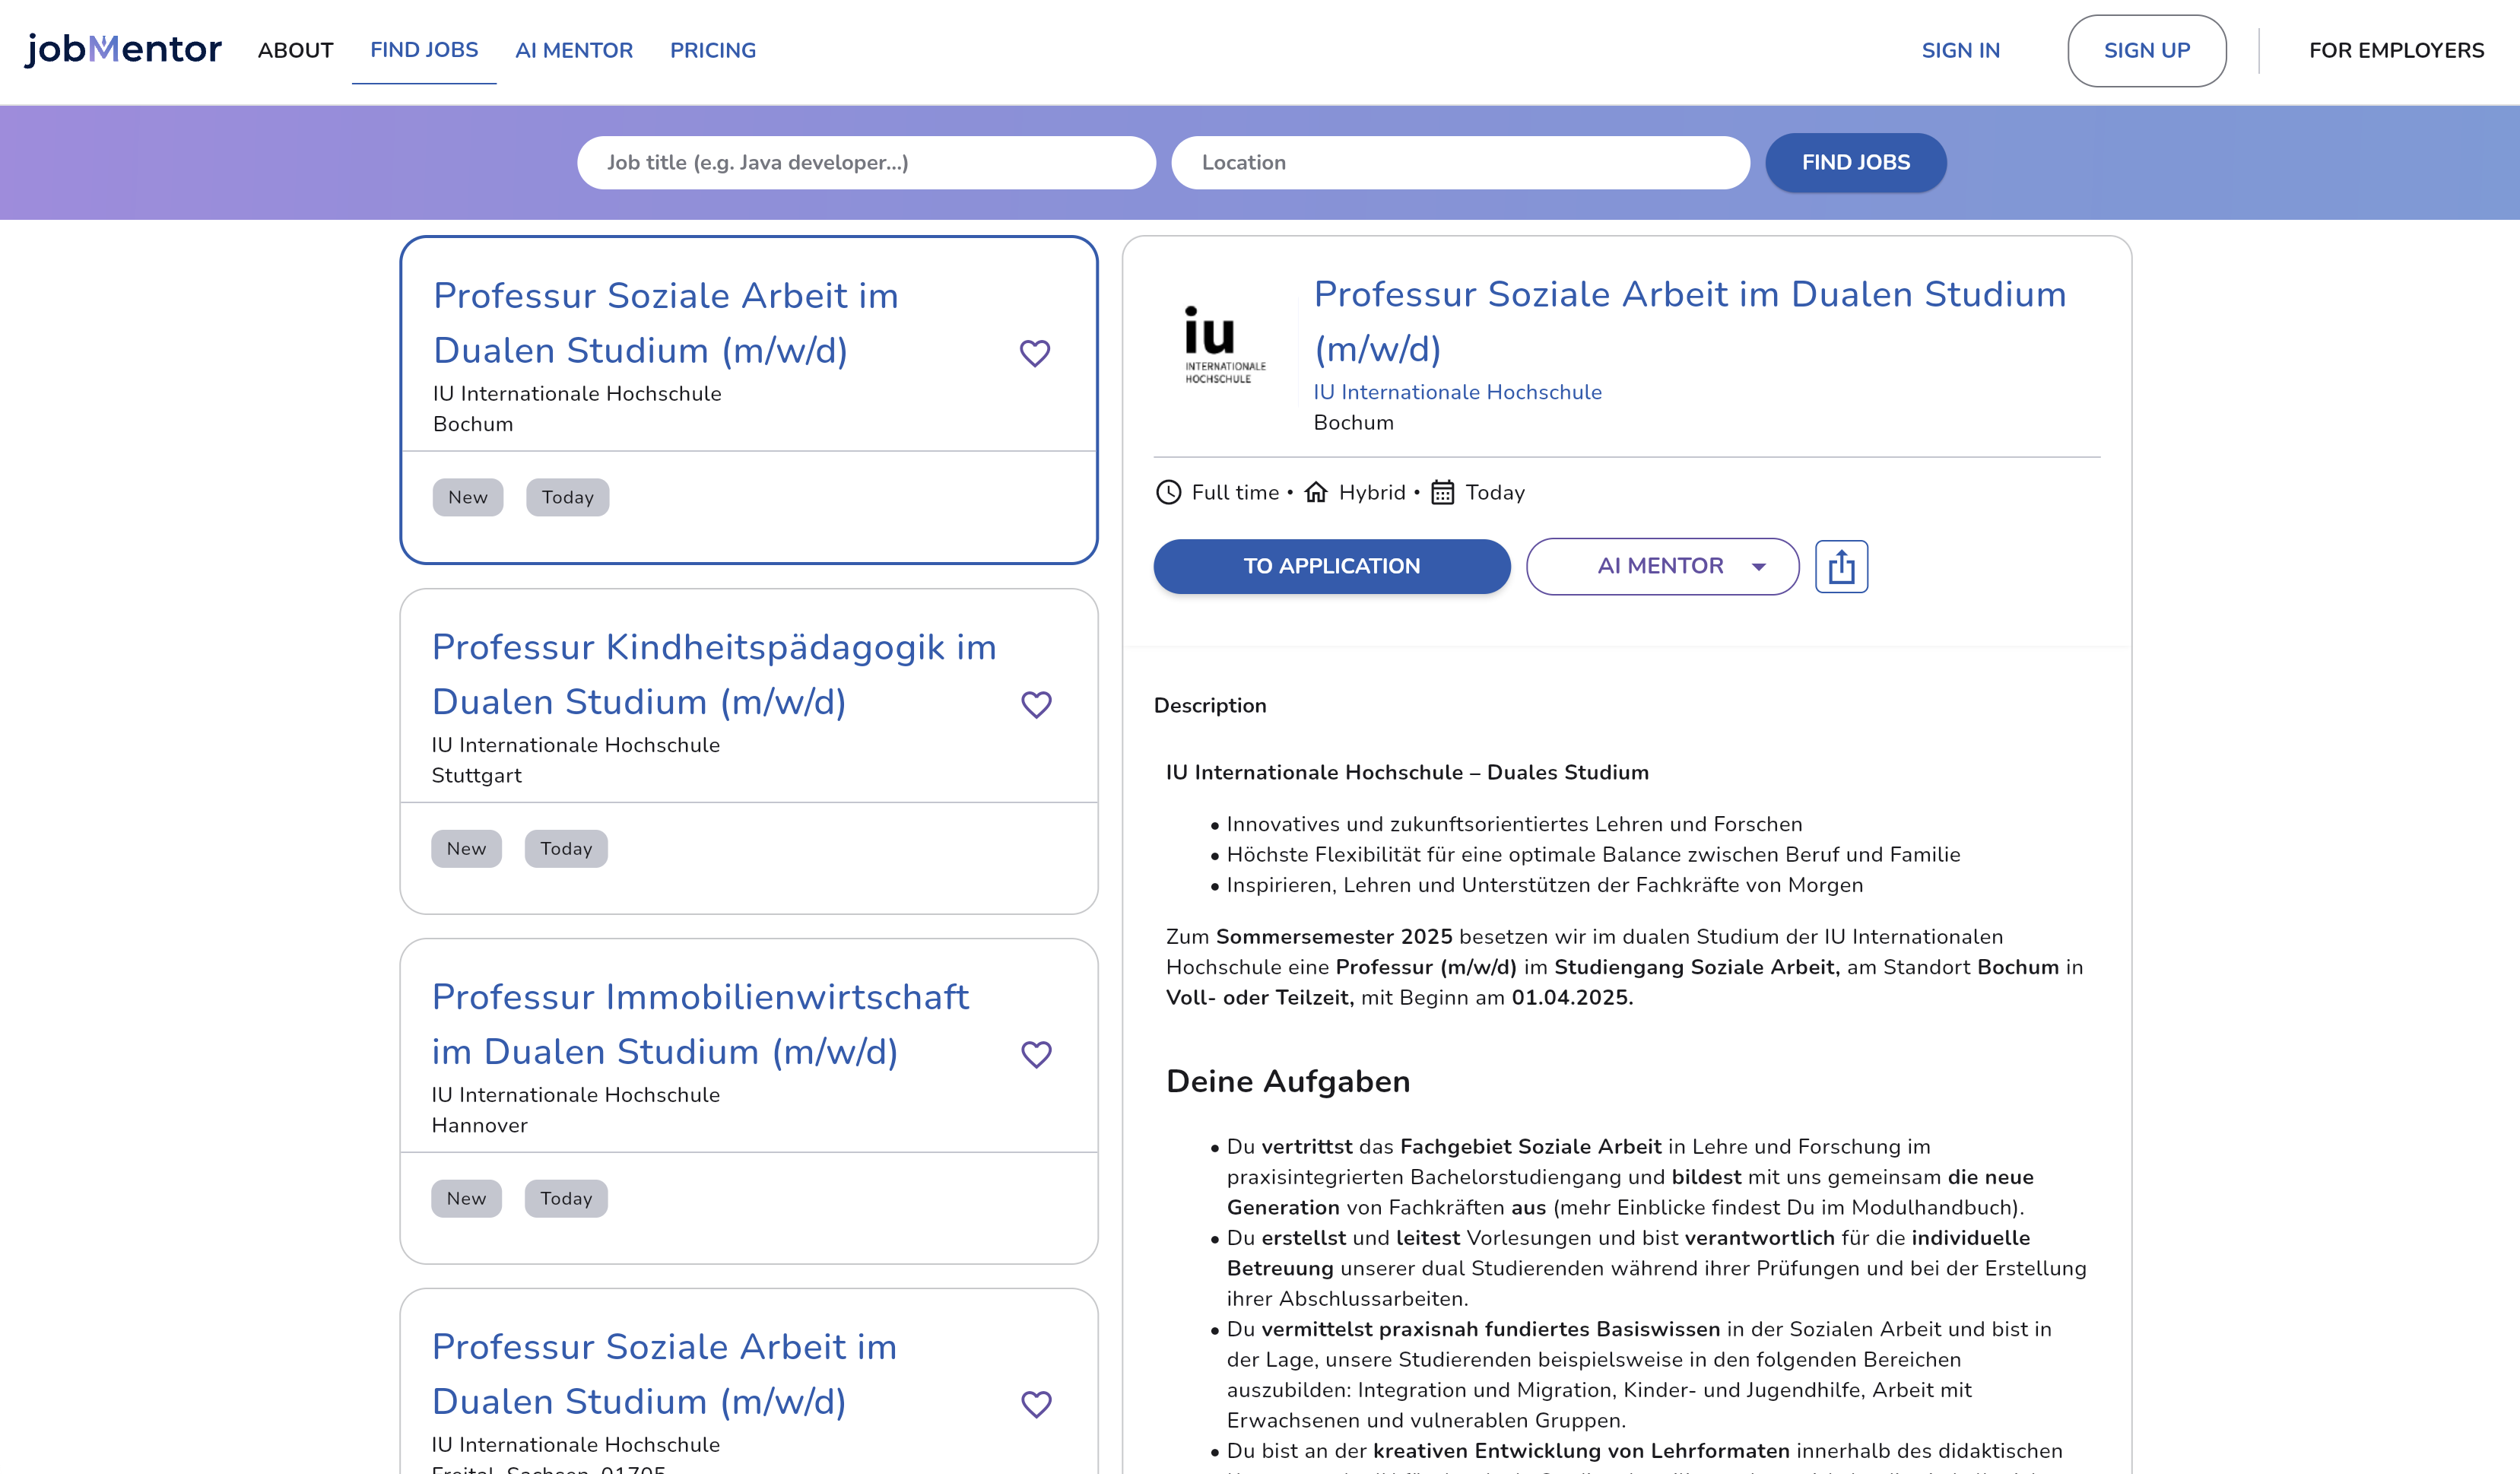 jobMentor ABOUT FIND JOBS AI MENTOR PRICING SIGN IN SIGN UP FOR EMPLOYERS
Job title (e.g. Java developer...) Location FIND JOBS
Professur Soziale Arbeit im
Dualen Studium (m/w/d)
IU Internationale Hochschule
Bochum
New Today
Professur Kindheitspädagogik im
Dualen Studium (m/w/d)
IU Internationale Hochschule
Stuttgart
New Today
Professur Immobilienwirtschaft
im Dualen Studium (m/w/d)
IU Internationale Hochschule
Hannover
New Today
Professur Soziale Arbeit im
Dualen Studium (m/w/d)
IU Internationale Hochschule
Freital, Sachsen, 01705
iu
INTERNATIONALE
HOCHSCHULE
Professur Soziale Arbeit im Dualen Studium
(m/w/d)
IU Internationale Hochschule
Bochum
Full time • Hybrid • Today
TO APPLICATION AI MENTOR
Description
IU Internationale Hochschule – Duales Studium
• Innovatives und zukunftsorientiertes Lehren und Forschen
• Höchste Flexibilität für eine optimale Balance zwischen Beruf und Familie
• Inspirieren, Lehren und Unterstützen der Fachkräfte von Morgen
Zum Sommersemester 2025 besetzen wir im dualen Studium der IU Internationalen
Hochschule eine Professur (m/w/d) im Studiengang Soziale Arbeit, am Standort Bochum in
Voll- oder Teilzeit, mit Beginn am 01.04.2025.
Deine Aufgaben
• Du vertrittst das Fachgebiet Soziale Arbeit in Lehre und Forschung im
praxisintegrierten Bachelorstudiengang und bildest mit uns gemeinsam die neue
Generation von Fachkräften aus (mehr Einblicke findest Du im Modulhandbuch).
• Du erstellst und leitest Vorlesungen und bist verantwortlich für die individuelle
Betreuung unserer dual Studierenden während ihrer Prüfungen und bei der Erstellung
ihrer Abschlussarbeiten.
• Du vermittelst praxisnah fundiertes Basiswissen in der Sozialen Arbeit und bist in
der Lage, unsere Studierenden beispielsweise in den folgenden Bereichen
auszubilden: Integration und Migration, Kinder- und Jugendhilfe, Arbeit mit
Erwachsenen und vulnerablen Gruppen.
• Du bist an der kreativen Entwicklung von Lehrformaten innerhalb des didaktischen